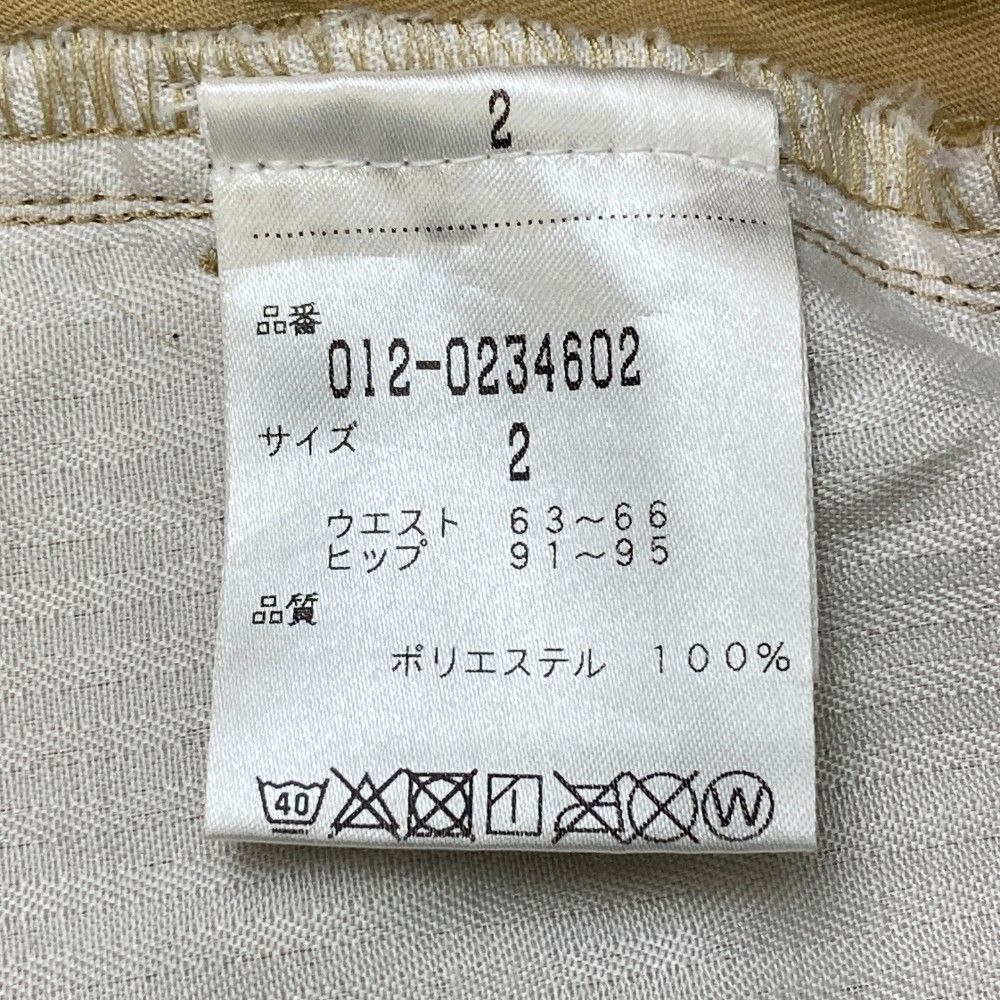 2
品番
012-0234602
サイズ 2
ウエスト 63～66
ヒップ 91～95
品質
ポリエステル 100%
40 W